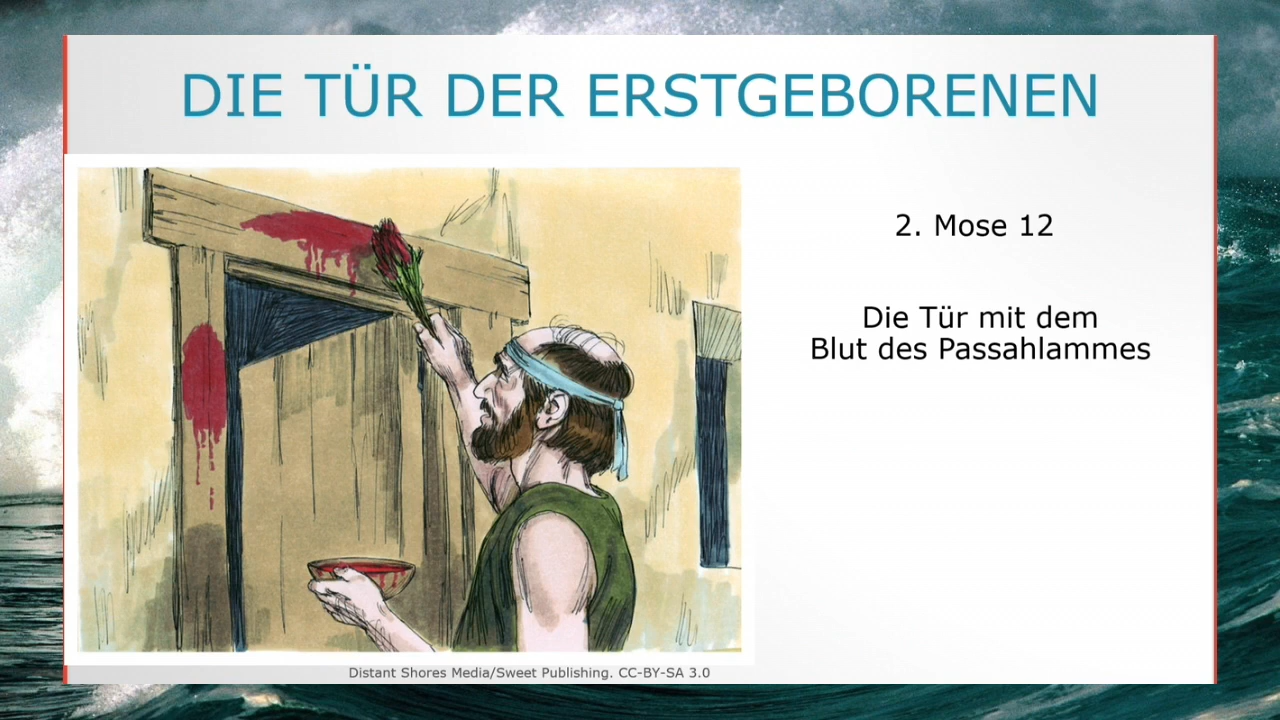 DIE TÜR DER ERSTGEBORENEN
2. Mose 12
Die Tür mit dem
Blut des Passahlammes
Distant Shores Media/Sweet Publishing. CC-BY-SA 3.0